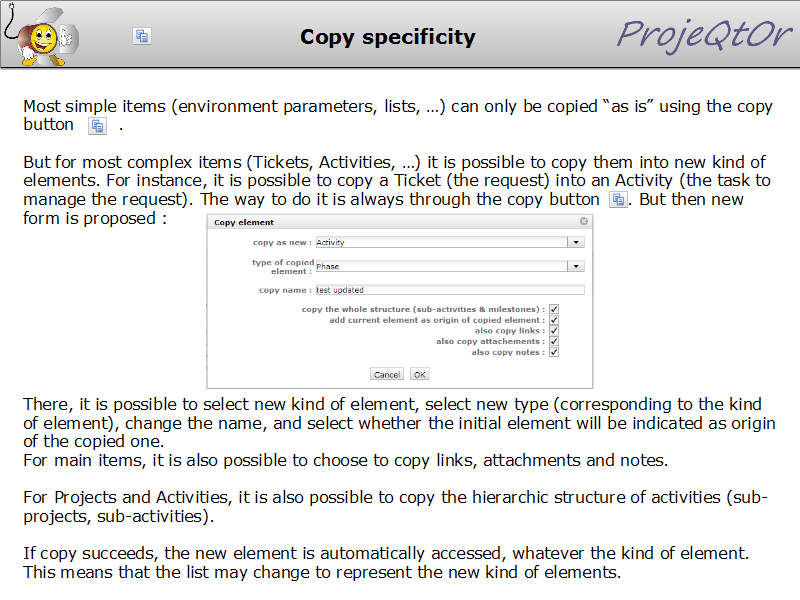 Copy specificity
ProjeQtOr
Most simple items (environment parameters, lists, ...) can only be copied “as is” using the copy
button .
But for most complex items (Tickets, Activities, ...) it is possible to copy them into new kind of
elements. For instance, it is possible to copy a Ticket (the request) into an Activity (the task to
manage the request). The way to do it is always through the copy button . But then new
form is proposed :
Copy element
copy as new : Activity
type of copied
element : Phase
copy name : test updated
copy the whole structure (sub-activities & milestones) :
add current element as origin of copied element :
also copy links :
also copy attachements :
also copy notes :
Cancel OK
There, it is possible to select new kind of element, select new type (corresponding to the kind
of element), change the name, and select whether the initial element will be indicated as origin
of the copied one.
For main items, it is also possible to choose to copy links, attachments and notes.
For Projects and Activities, it is also possible to copy the hierarchic structure of activities (sub-
projects, sub-activities).
If copy succeeds, the new element is automatically accessed, whatever the kind of element.
This means that the list may change to represent the new kind of elements.